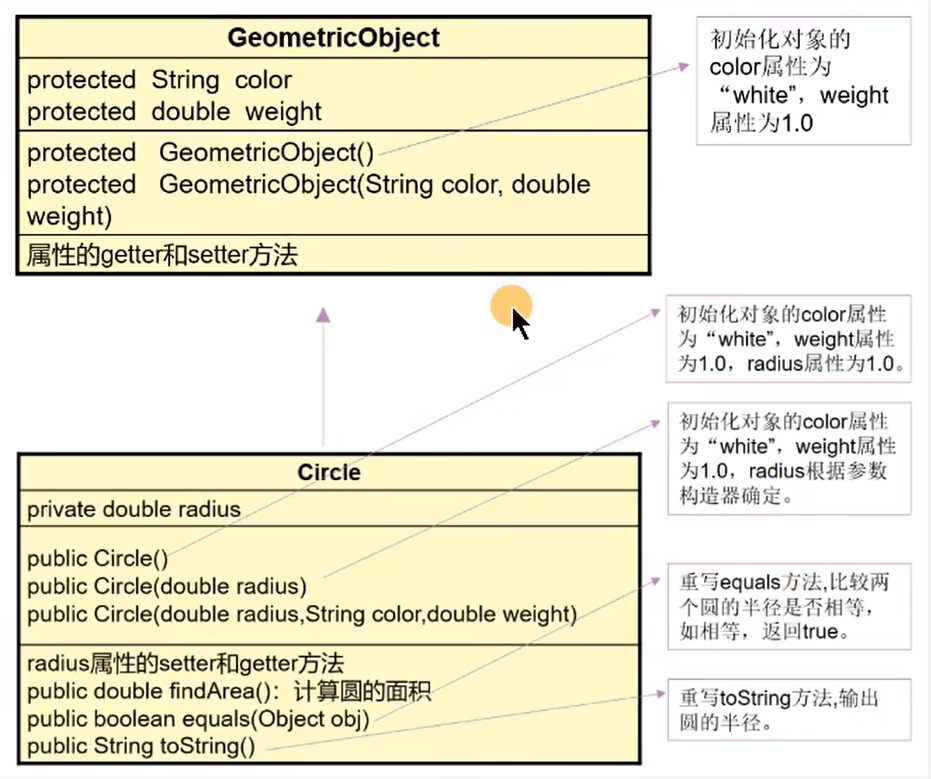 GeometricObject
protected String color
protected double weight
protected GeometricObject()
protected GeometricObject(String color, double
weight)
属性的getter和setter方法
初始化对象的
color属性为
“white”，weight
属性为1.0
Circle
private double radius
public Circle()
public Circle(double radius)
public Circle(double radius,String color,double weight)
radius属性的setter和getter方法
public double findArea()：计算圆的面积
public boolean equals(Object obj)
public String toString()
初始化对象的color属性
为“white”，weight属性
为1.0，radius属性为1.0。
初始化对象的color属性
为“white”，weight属性
为1.0，radius根据参数
构造器确定。
重写equals方法,比较两
个圆的半径是否相等，
如相等，返回true。
重写toString方法,输出
圆的半径。